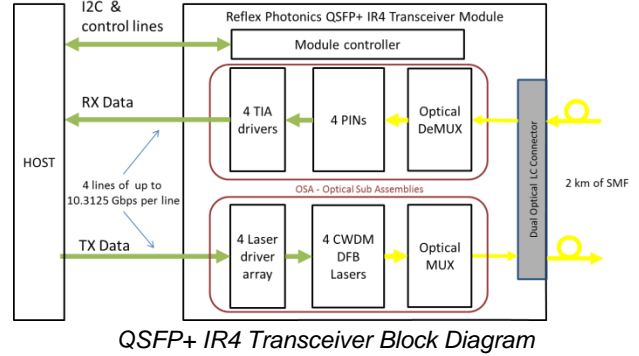 I2C &
control lines
Reflex Photonics QSFP+ IR4 Transceiver Module
Module controller
RX Data
4 TIA
drivers
4 PINs
Optical
DeMUX
HOST
4 lines of up to
10.3125 Gbps per line
OSA - Optical Sub Assemblies
Dual Optical LC Connector
2 km of SMF
TX Data
4 Laser
driver
array
4 CWDM
DFB
Lasers
Optical
MUX
QSFP+ IR4 Transceiver Block Diagram